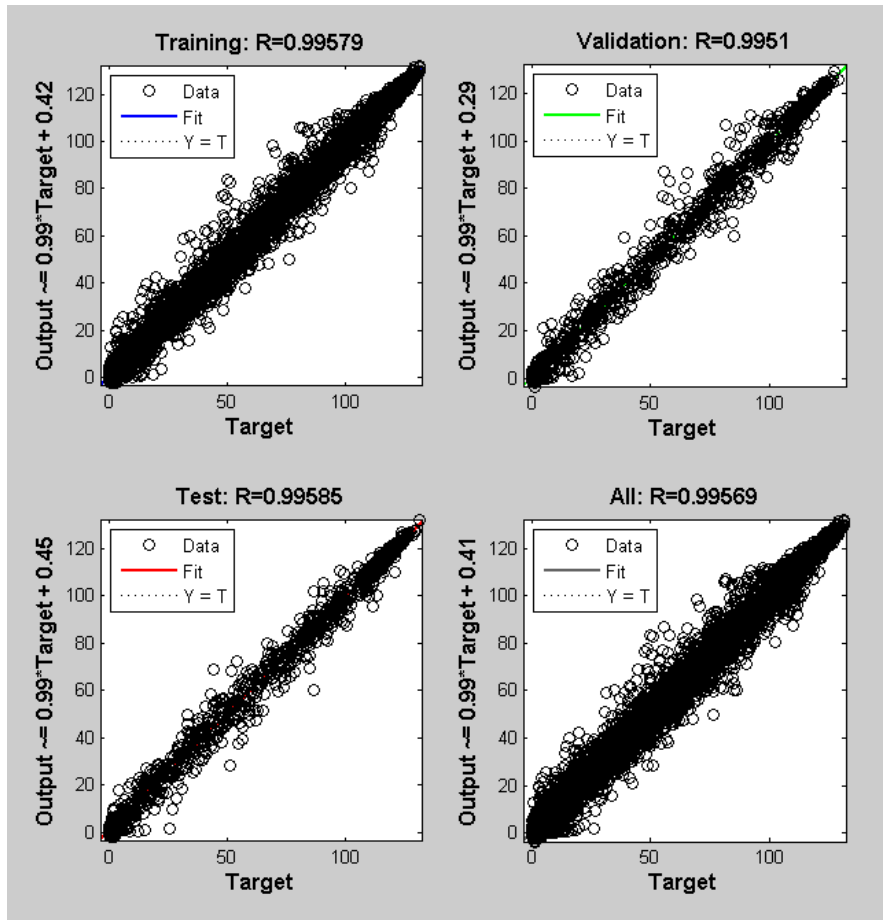 Training: R=0.99579
Output ~= 0.99*Target + 0.42
120
100
80
60
40
20
0
Data
Fit
Y = T
0
50
100
Target
Validation: R=0.9951
Output ~= 0.99*Target + 0.29
120
100
80
60
40
20
0
Data
Fit
Y = T
0
50
100
Target
Test: R=0.99585
Output ~= 0.99*Target + 0.45
120
100
80
60
40
20
0
Data
Fit
Y = T
0
50
100
Target
All: R=0.99569
Output ~= 0.99*Target + 0.41
120
100
80
60
40
20
0
Data
Fit
Y = T
0
50
100
Target